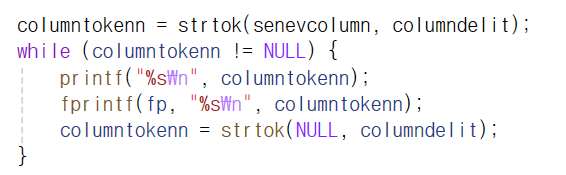 columntokenn = strtok(senevcolumn, columndelit);
while (columntokenn != NULL) {
printf("%s₩n", columntokenn);
fprintf(fp, "%s₩n", columntokenn);
columntokenn = strtok(NULL, columndelit);
}